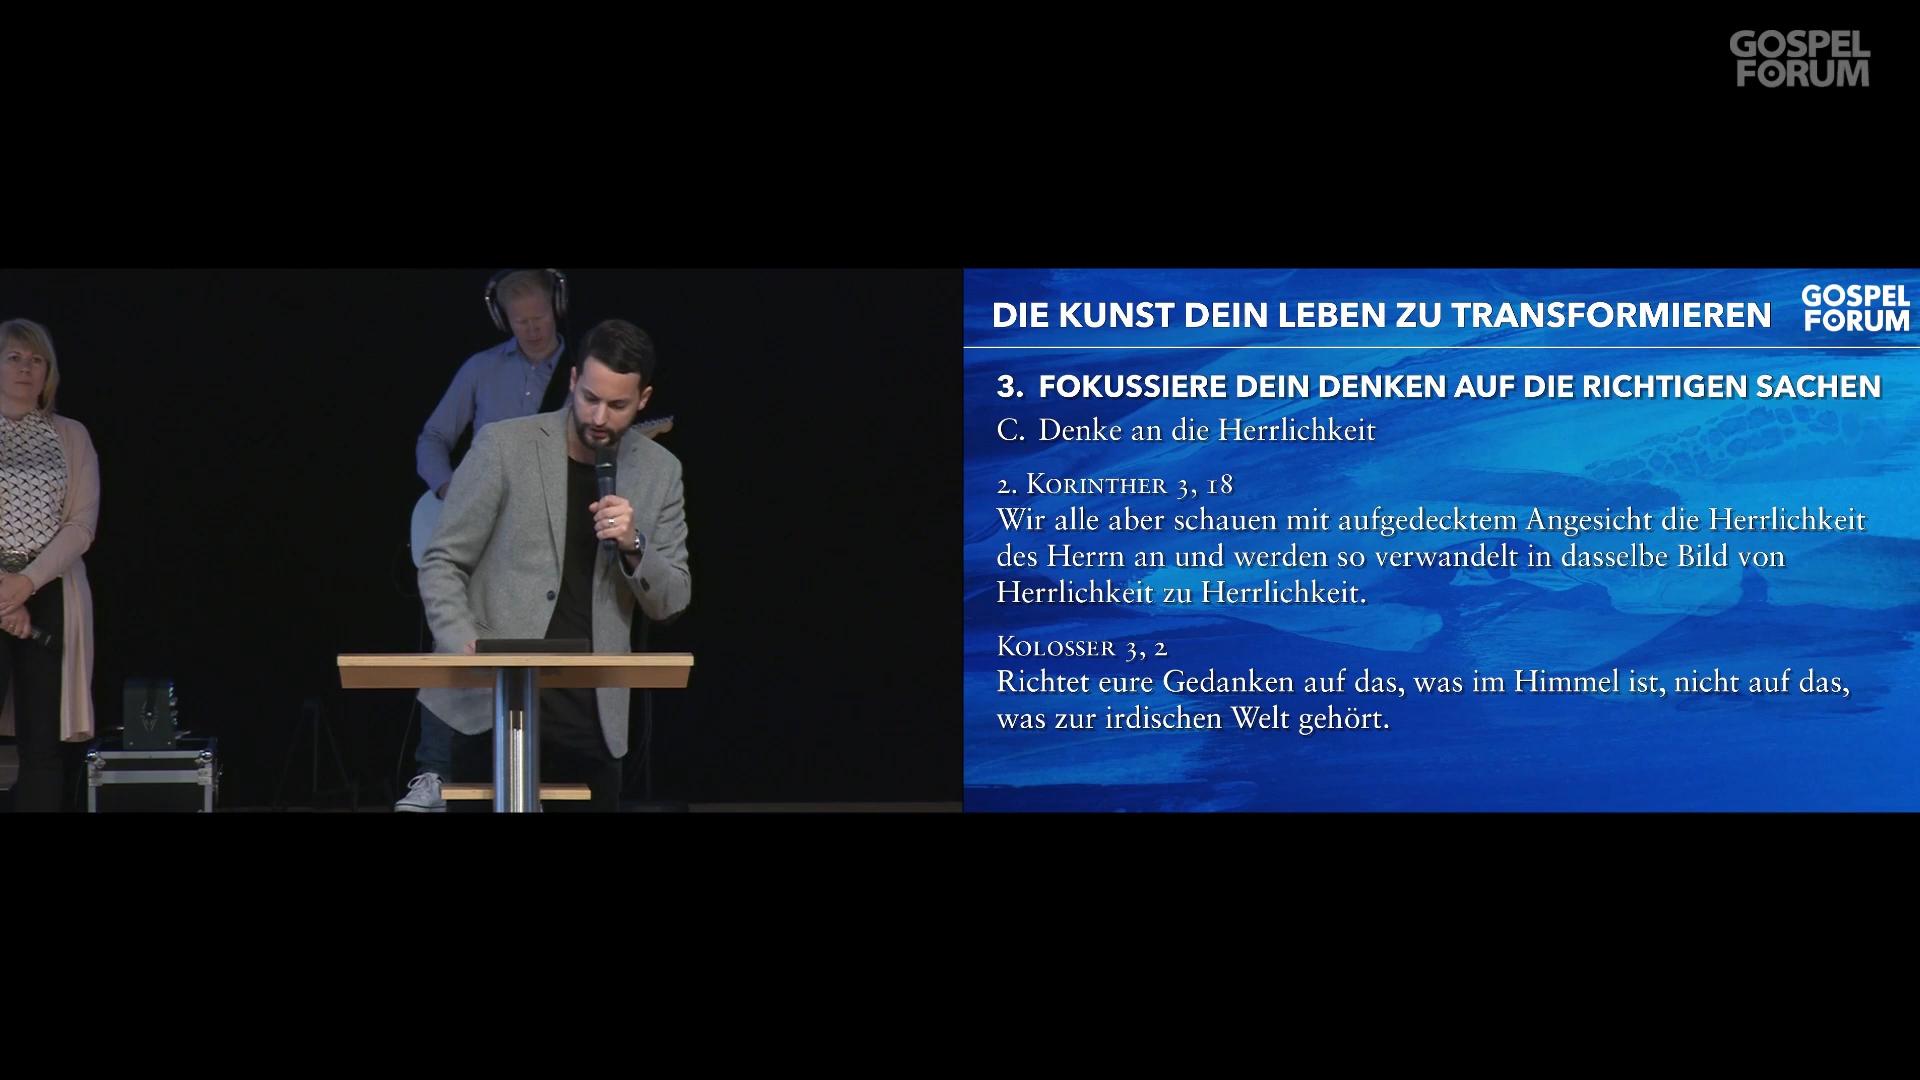 GOSPEL
FORUM
DIE KUNST DEIN LEBEN ZU TRANSFORMIEREN
GOSPEL
FORUM
3. FOKUSSIERE DEIN DENKEN AUF DIE RICHTIGEN SACHEN
C. Denke an die Herrlichkeit
2. Korinther 3, 18
Wir alle aber schauen mit aufgedecktem Angesicht die Herrlichkeit
des Herrn an und werden so verwandelt in dasselbe Bild von
Herrlichkeit zu Herrlichkeit.
Kolosser 3, 2
Richtet eure Gedanken auf das, was im Himmel ist, nicht auf das,
was zur irdischen Welt gehört.